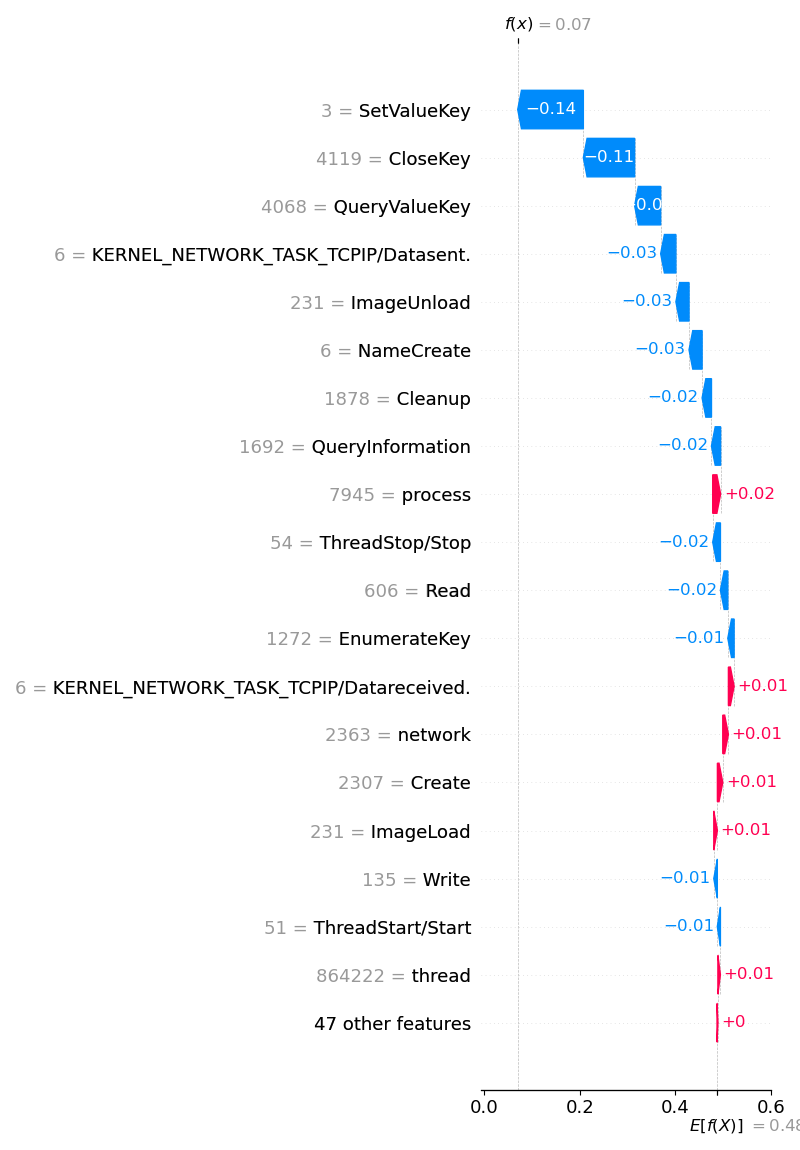 f(x) = 0.07
3 = SetValueKey −0.14
4119 = CloseKey −0.11
4068 = QueryValueKey
6 = KERNEL_NETWORK_TASK_TCPIP/Datasent. −0.03
231 = ImageUnload −0.03
6 = NameCreate −0.03
1878 = Cleanup −0.02
1692 = QueryInformation −0.02
7945 = process +0.02
54 = ThreadStop/Stop −0.02
606 = Read −0.02
1272 = EnumerateKey −0.01
6 = KERNEL_NETWORK_TASK_TCPIP/Datareceived. +0.01
2363 = network +0.01
2307 = Create +0.01
231 = ImageLoad +0.01
135 = Write −0.01
51 = ThreadStart/Start −0.01
864222 = thread +0.01
47 other features +0
0.0 0.2 0.4 0.6
E[f(X)] = 0.48